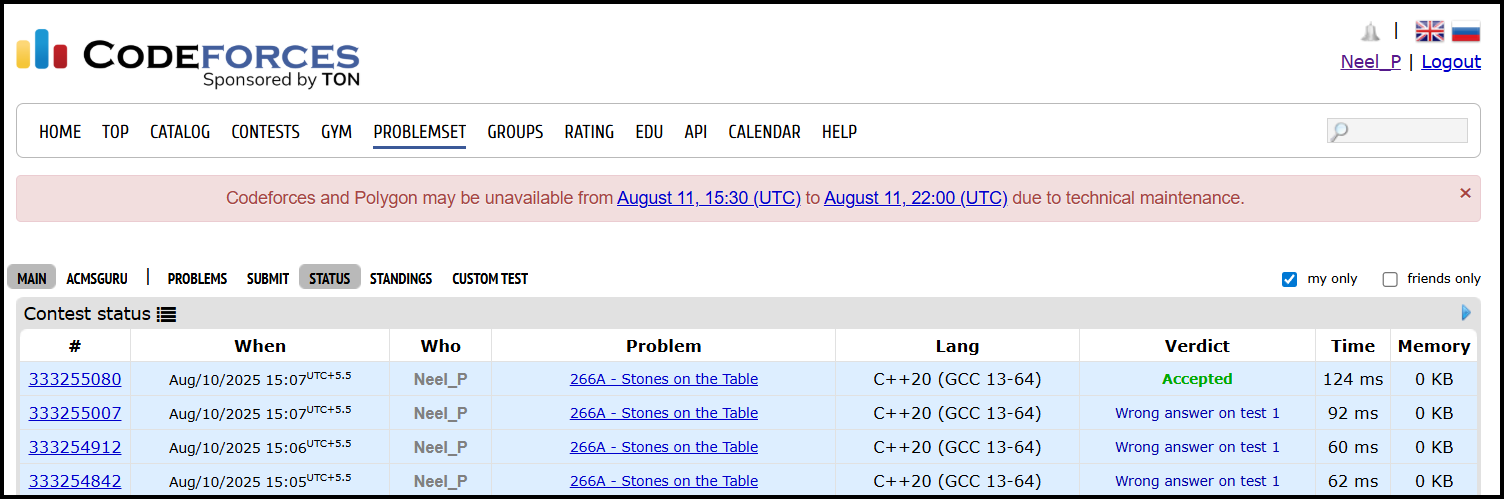 |
Neel_P | Logout
CODEFORCES
Sponsored by TON
HOME TOP CATALOG CONTESTS GYM PROBLEMSET GROUPS RATING EDU API CALENDAR HELP
Codeforces and Polygon may be unavailable from August 11, 15:30 (UTC) to August 11, 22:00 (UTC) due to technical maintenance. ×
MAIN ACMSGURU | PROBLEMS SUBMIT STATUS STANDINGS CUSTOM TEST my only friends only
Contest status
# When Who Problem Lang Verdict Time Memory
333255080 Aug/10/2025 15:07UTC+5.5 Neel_P 266A - Stones on the Table C++20 (GCC 13-64) Accepted 124 ms 0 KB
333255007 Aug/10/2025 15:07UTC+5.5 Neel_P 266A - Stones on the Table C++20 (GCC 13-64) Wrong answer on test 1 92 ms 0 KB
333254912 Aug/10/2025 15:06UTC+5.5 Neel_P 266A - Stones on the Table C++20 (GCC 13-64) Wrong answer on test 1 60 ms 0 KB
333254842 Aug/10/2025 15:05UTC+5.5 Neel_P 266A - Stones on the Table C++20 (GCC 13-64) Wrong answer on test 1 62 ms 0 KB